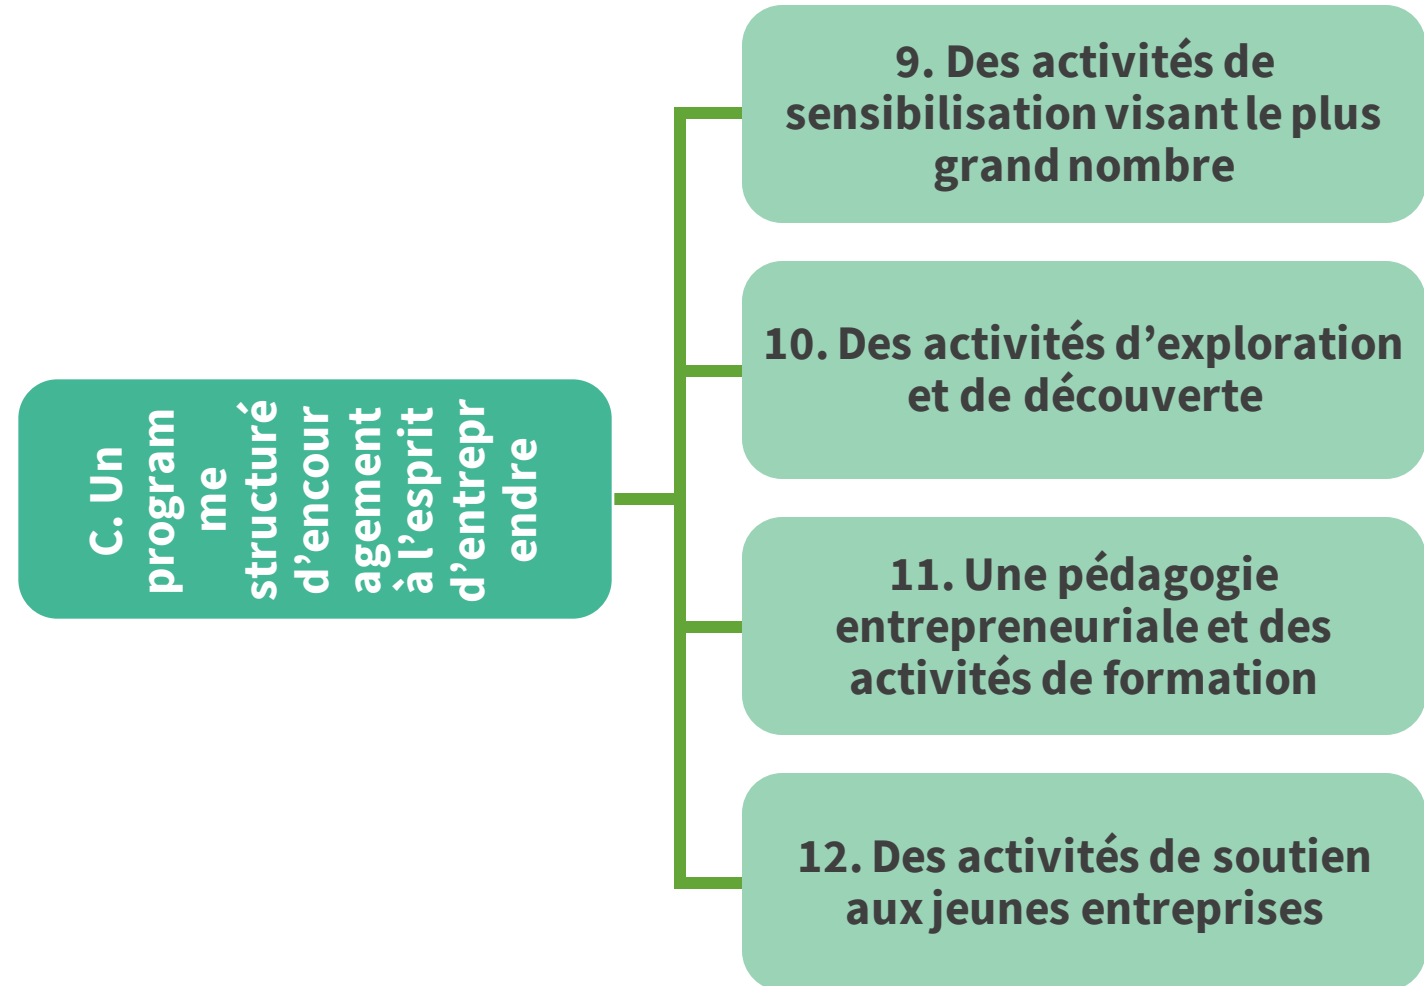 C. Un
program
me
structuré
d’encour
agement
à l’esprit
d’entrepr
endre
9. Des activités de
sensibilisation visant le plus
grand nombre
10. Des activités d’exploration
et de découverte
11. Une pédagogie
entrepreneuriale et des
activités de formation
12. Des activités de soutien
aux jeunes entreprises